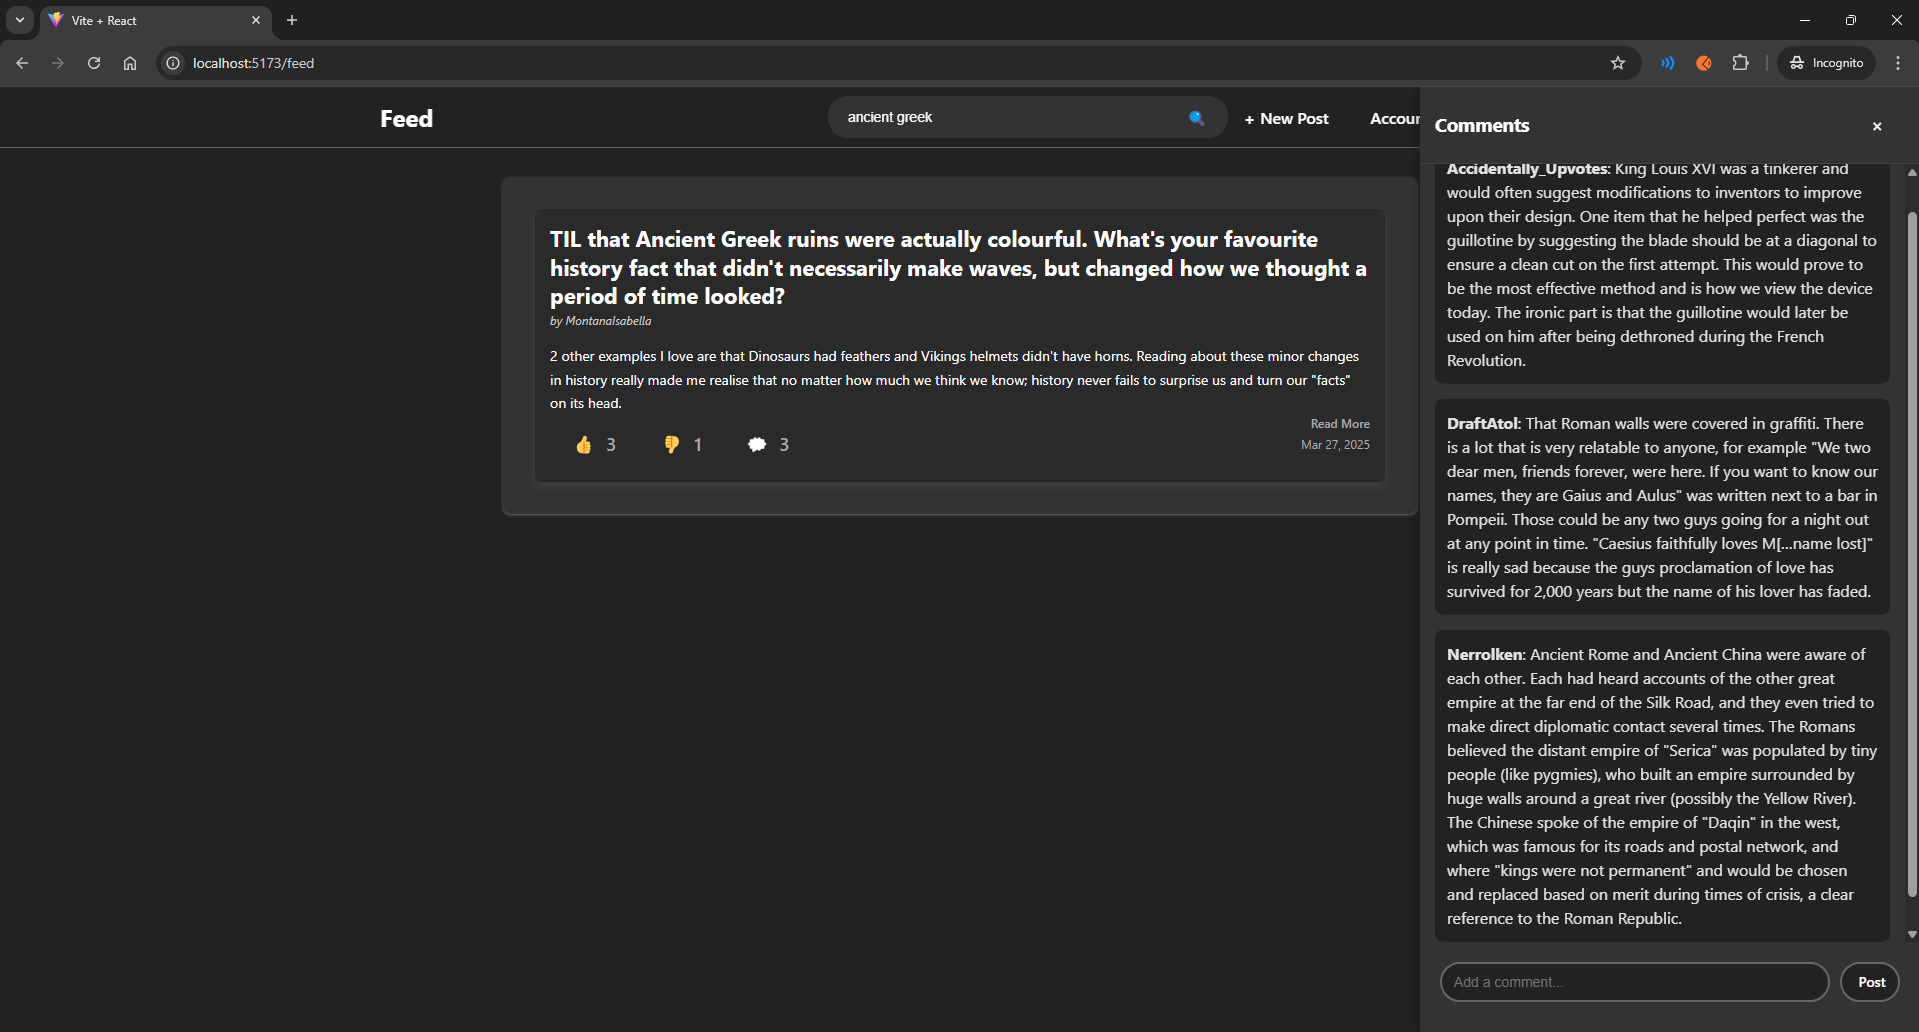 Vite + React
localhost:5173/feed
Incognito
Feed
ancient greek
+ New Post
Accoun
TIL that Ancient Greek ruins were actually colourful. What's your favourite
history fact that didn't necessarily make waves, but changed how we thought a
period of time looked?
by MontanaIsabella
2 other examples I love are that Dinosaurs had feathers and Vikings helmets didn't have horns. Reading about these minor changes
in history really made me realise that no matter how much we think we know; history never fails to surprise us and turn our "facts"
on its head.
Read More
3
1
3
Mar 27, 2025
Comments
Accidentally_Upvotes: King Louis XVI was a tinkerer and
would often suggest modifications to inventors to improve
upon their design. One item that he helped perfect was the
guillotine by suggesting the blade should be at a diagonal to
ensure a clean cut on the first attempt. This would prove to
be the most effective method and is how we view the device
today. The ironic part is that the guillotine would later be
used on him after being dethroned during the French
Revolution.
DraftAtol: That Roman walls were covered in graffiti. There
is a lot that is very relatable to anyone, for example "We two
dear men, friends forever, were here. If you want to know our
names, they are Gaius and Aulus" was written next to a bar in
Pompeii. Those could be any two guys going for a night out
at any point in time. "Caesius faithfully loves M[...name lost]"
is really sad because the guys proclamation of love has
survived for 2,000 years but the name of his lover has faded.
Nerrolken: Ancient Rome and Ancient China were aware of
each other. Each had heard accounts of the other great
empire at the far end of the Silk Road, and they even tried to
make direct diplomatic contact several times. The Romans
believed the distant empire of "Serica" was populated by tiny
people (like pygmies), who built an empire surrounded by
huge walls around a great river (possibly the Yellow River).
The Chinese spoke of the empire of "Daqin" in the west,
which was famous for its roads and postal network, and
where "kings were not permanent" and would be chosen
and replaced based on merit during times of crisis, a clear
reference to the Roman Republic.
Add a comment...
Post